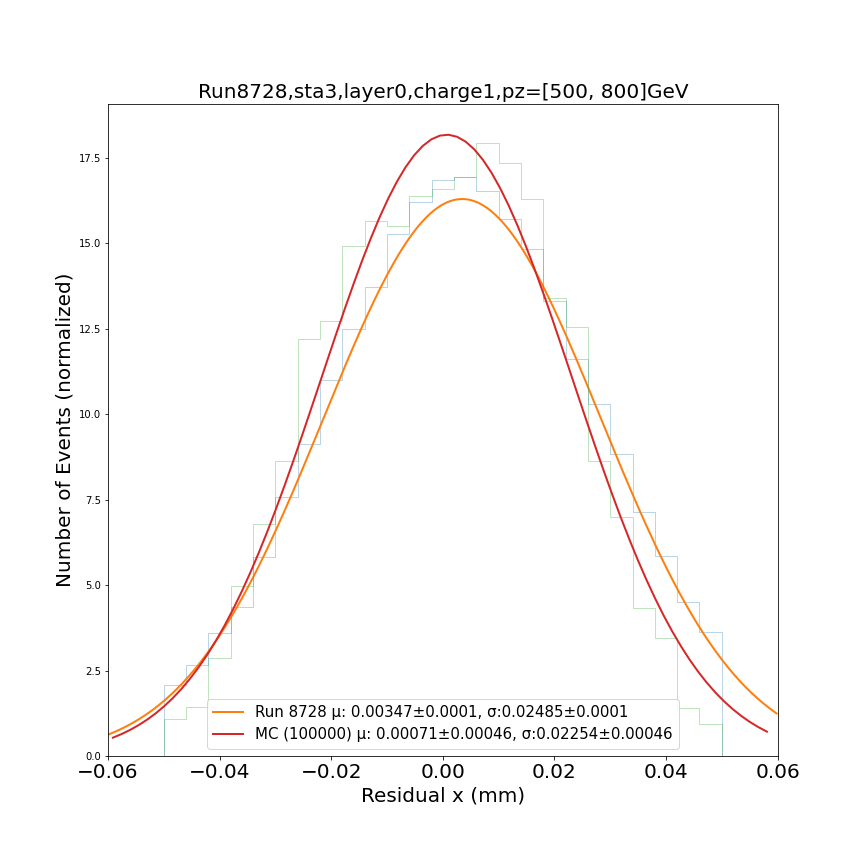 Run8728,sta3,layer0,charge1,pz=[500, 800]GeV
Number of Events (normalized)
17.5
15.0
12.5
10.0
7.5
5.0
2.5
0.0
Run 8728 μ: 0.00347±0.0001, σ:0.02485±0.0001
MC (100000) μ: 0.00071±0.00046, σ:0.02254±0.00046
−0.06 −0.04 −0.02 0.00 0.02 0.04 0.06
Residual x (mm)